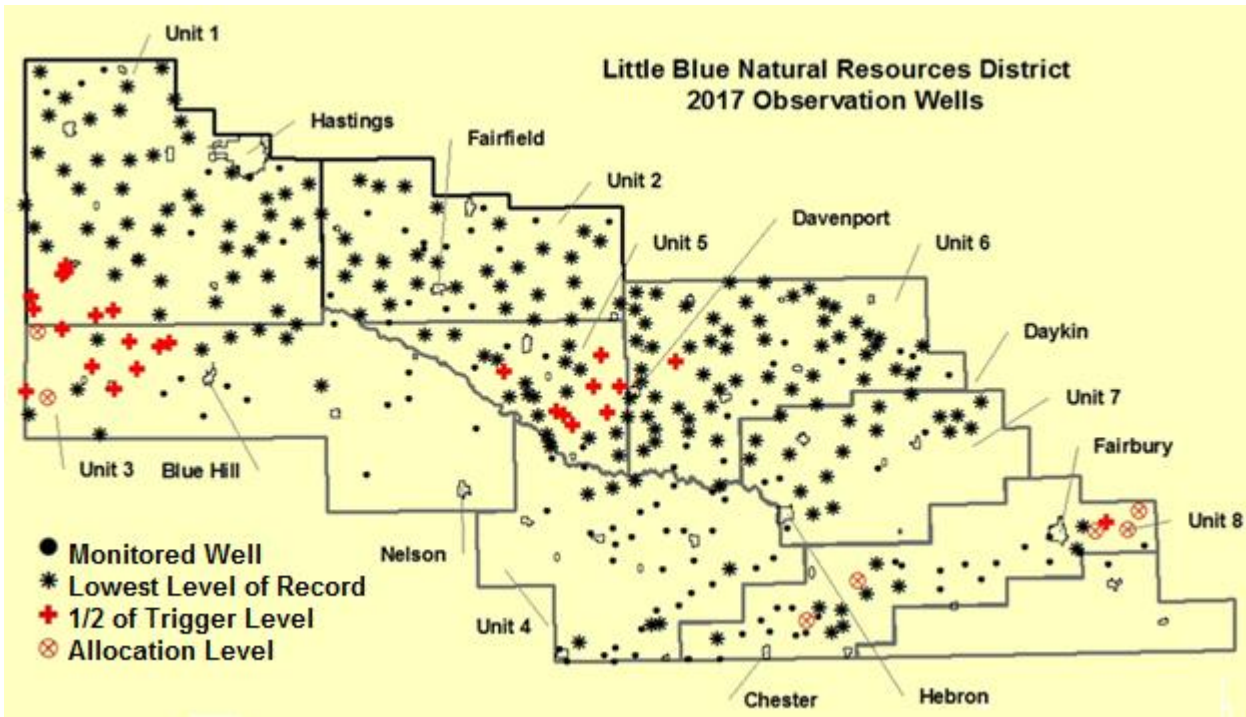 Unit 1
Little Blue Natural Resources District
2017 Observation Wells
Hastings
Fairfield
Unit 2
Davenport
Unit 5
Unit 6
Daykin
Unit 7
Fairbury
Unit 3
Blue Hill
Unit 8
Nelson
Monitored Well
Lowest Level of Record
1/2 of Trigger Level
Unit 4
Allocation Level
Chester
Hebron